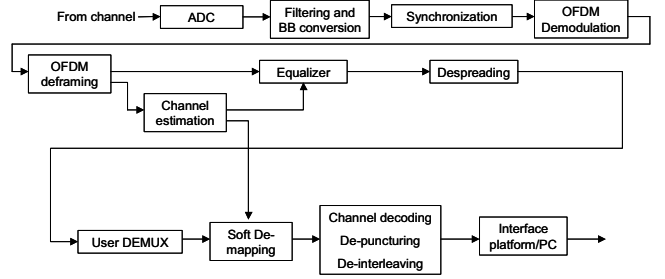 From channel
ADC
Filtering and
BB conversion
Synchronization
OFDM
Demodulation
OFDM
deframing
Equalizer
Despreading
Channel
estimation
User DEMUX
Soft De-
mapping
Channel decoding
De-puncturing
De-interleaving
Interface
platform/PC